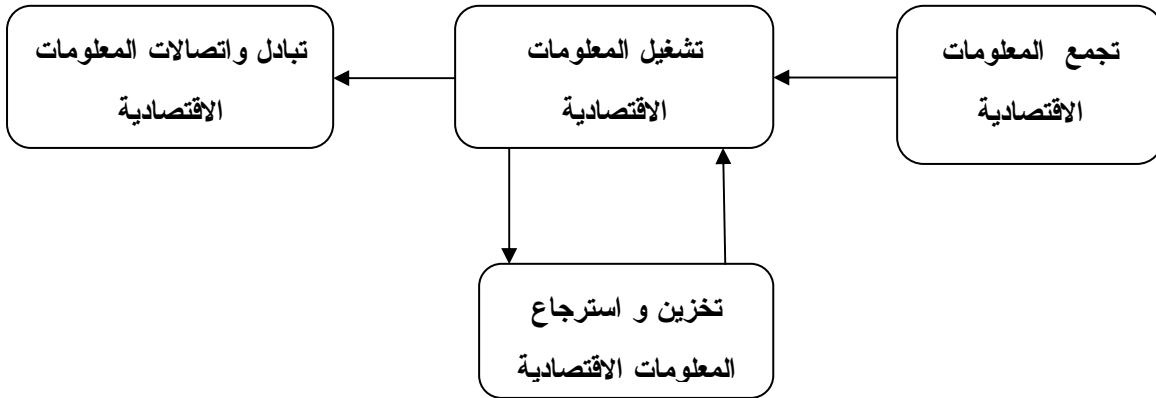 تجمع المعلومات
الاقتصادية
تشغيل المعلومات
الاقتصادية
تبادل واتصالات المعلومات
الاقتصادية
تخزين و استرجاع
المعلومات الاقتصادية